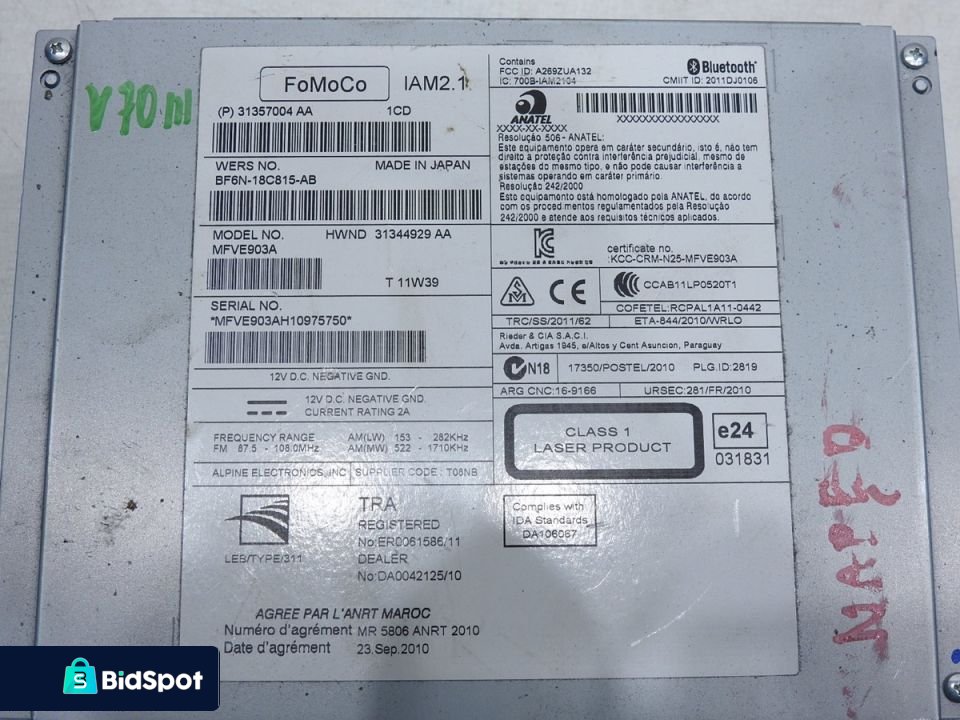 V70 III
FoMoCo IAM2.1
(P) 31357004 AA 1CD
WERS NO. MADE IN JAPAN
BF6N-18C815-AB
MODEL NO. HWND 31344929 AA
MFVE903A
T 11W39
SERIAL NO.
*MFVE903AH10975750*
12V D.C. NEGATIVE GND.
12V D.C. NEGATIVE GND.
CURRENT RATING 2A
FREQUENCY RANGE AM(LW) 153 - 282KHz
FM 87.5 - 108.0MHz AM(MW) 522 - 1710KHz
ALPINE ELECTRONICS, INC SUPPLIER CODE : T08NB
Contains
FCC ID: A269ZUA132
IC: 700B-IAM2104
Bluetooth
CMIIT ID: 2011DJ0106
ANATEL
XXXX-XX-XXXX
XXXXXXXXXXXXXXXX
Resolução 506 - ANATEL:
Este equipamento opera em caráter secundário, isto é, não tem
direito a proteção contra interferência prejudicial, mesmo de
estações do mesmo tipo, e não pode causar interferência a
sistemas operando em caráter primário.
Resolução 242/2000
Este equipamento está homologado pela ANATEL, de acordo
com os procedimentos regulamentados pela Resolução
242/2000 e atende aos requisitos técnicos aplicados.
certificate no.
:KCC-CRM-N25-MFVE903A
CE
CCAB11LP0520T1
COFETEL:RCPAL1A11-0442
TRC/SS/2011/62 ETA-844/2010/WRLO
Rieder & CIA S.A.C.I.
Avda. Artigas 1945, e/Altos y Cent Asuncion, Paraguay
N18 17350/POSTEL/2010 PLG.ID:2819
ARG CNC:16-9166 URSEC:281/FR/2010
CLASS 1
LASER PRODUCT
e24
031831
LEB/TYPE/311
TRA
REGISTERED
No:ER0061586/11
DEALER
No:DA0042125/10
Complies with
IDA Standards
DA106087
AGREE PAR L'ANRT MAROC
Numéro d'agrément MR 5806 ANRT 2010
Date d'agrément 23.Sep.2010
BidSpot